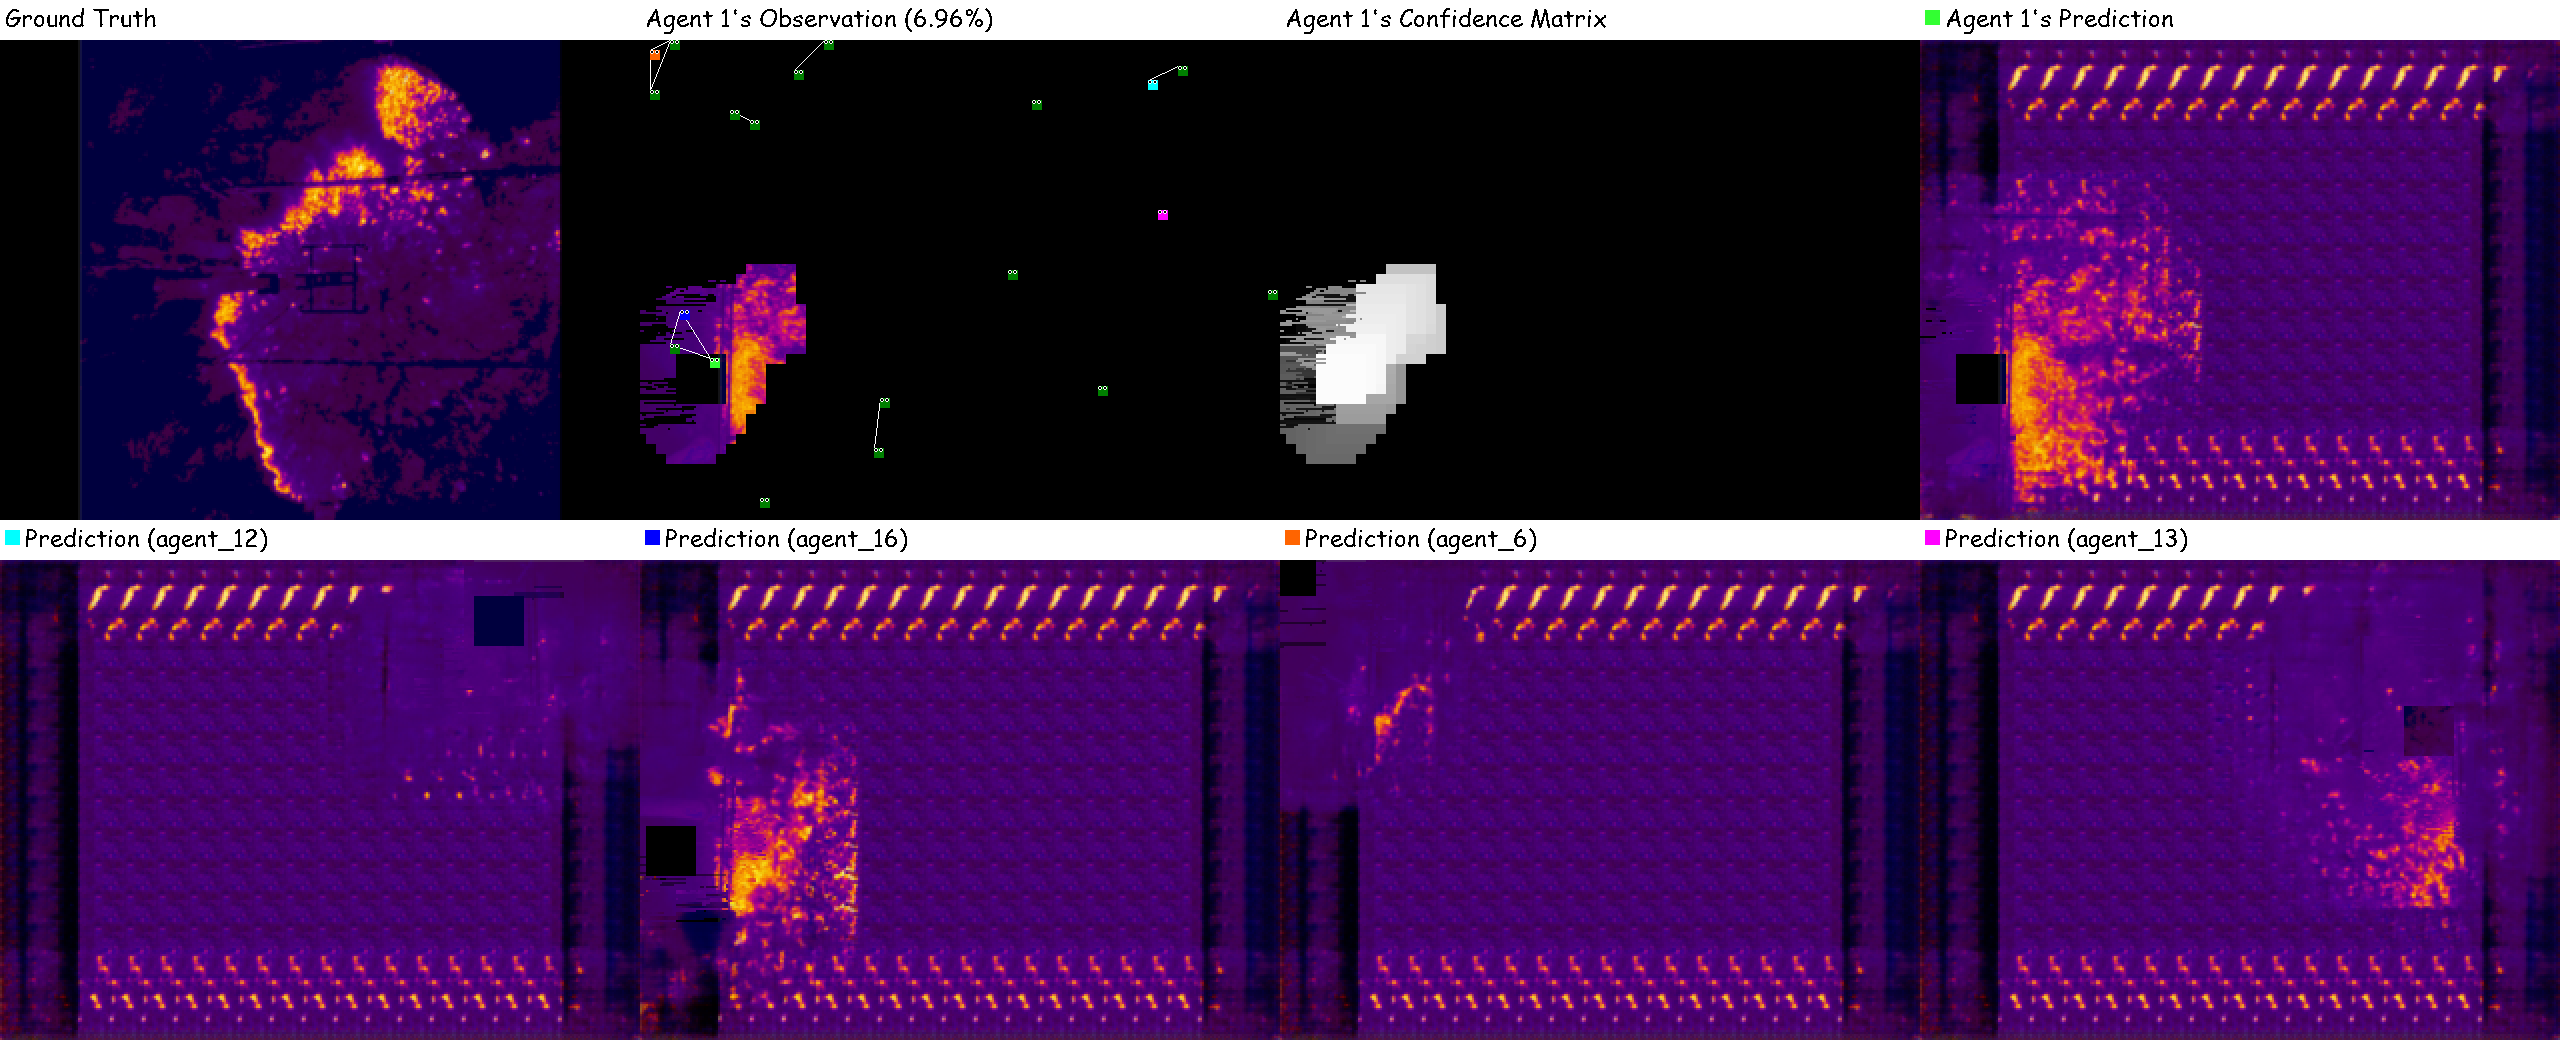 Ground Truth
Agent 1's Observation (6.96%)
Agent 1's Confidence Matrix
Agent 1's Prediction
Prediction (agent_12)
Prediction (agent_16)
Prediction (agent_6)
Prediction (agent_13)